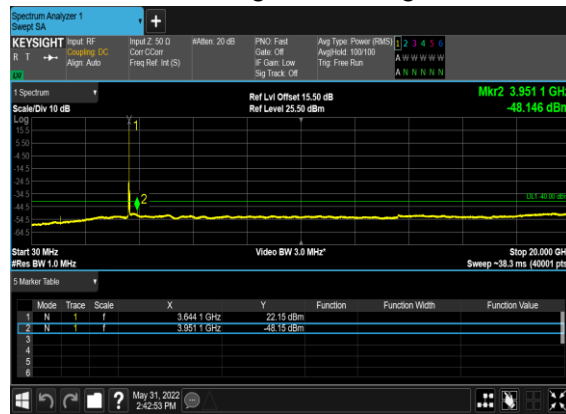 Spectrum Analyzer 1
Swept SA
+
KEYSIGHT Input: RF Input Z: 50 Ω #Atten: 20 dB PNO: Fast Avg Type: Power (RMS) 1 2 3 4 5 6
R T Coupling: DC Corr CCorr Gate: Off Avg|Hold: 100/100 A W W W W W
Align: Auto Freq Ref: Int (S) IF Gain: Low Trig: Free Run
Sig Track: Off A N N N N N
LXI
1 Spectrum Ref Lvl Offset 15.50 dB Mkr2 3.951 1 GHz
Scale/Div 10 dB Ref Level 25.50 dBm -48.146 dBm
Log
15.5 1
5.50
-4.50
-14.5
-24.5
-34.5 2
-44.5
-54.5
-64.5
Start 30 MHz Video BW 3.0 MHz* Stop 20.000 GH
#Res BW 1.0 MHz Sweep ~38.3 ms (40001 pts
5 Marker Table
Mode Trace Scale X Y Function Function Width Function Value
1 N 1 f 3.644 1 GHz 22.15 dBm
2 N 1 f 3.951 1 GHz -48.15 dBm
3
4
5
6
? May 31, 2022
2:42:53 PM